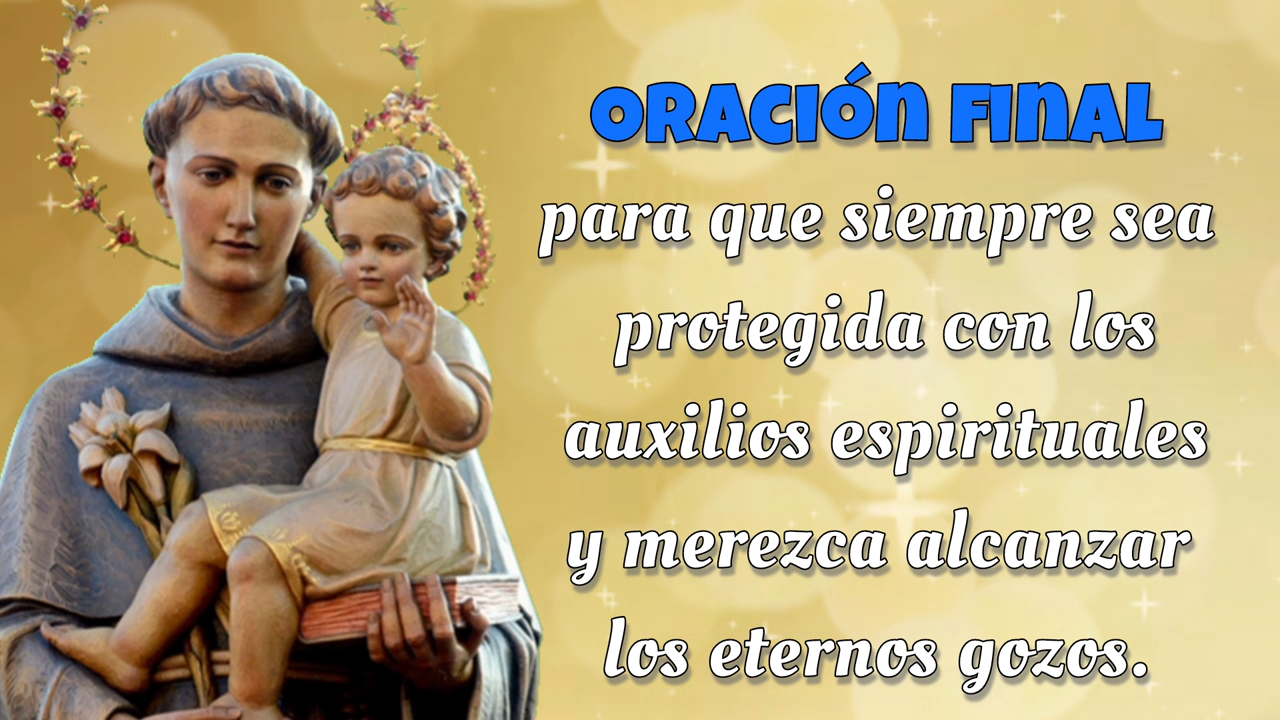 ORACIÓN FINAL
para que siempre sea
protegida con los
auxilios espirituales
y merezca alcanzar
los eternos gozos.